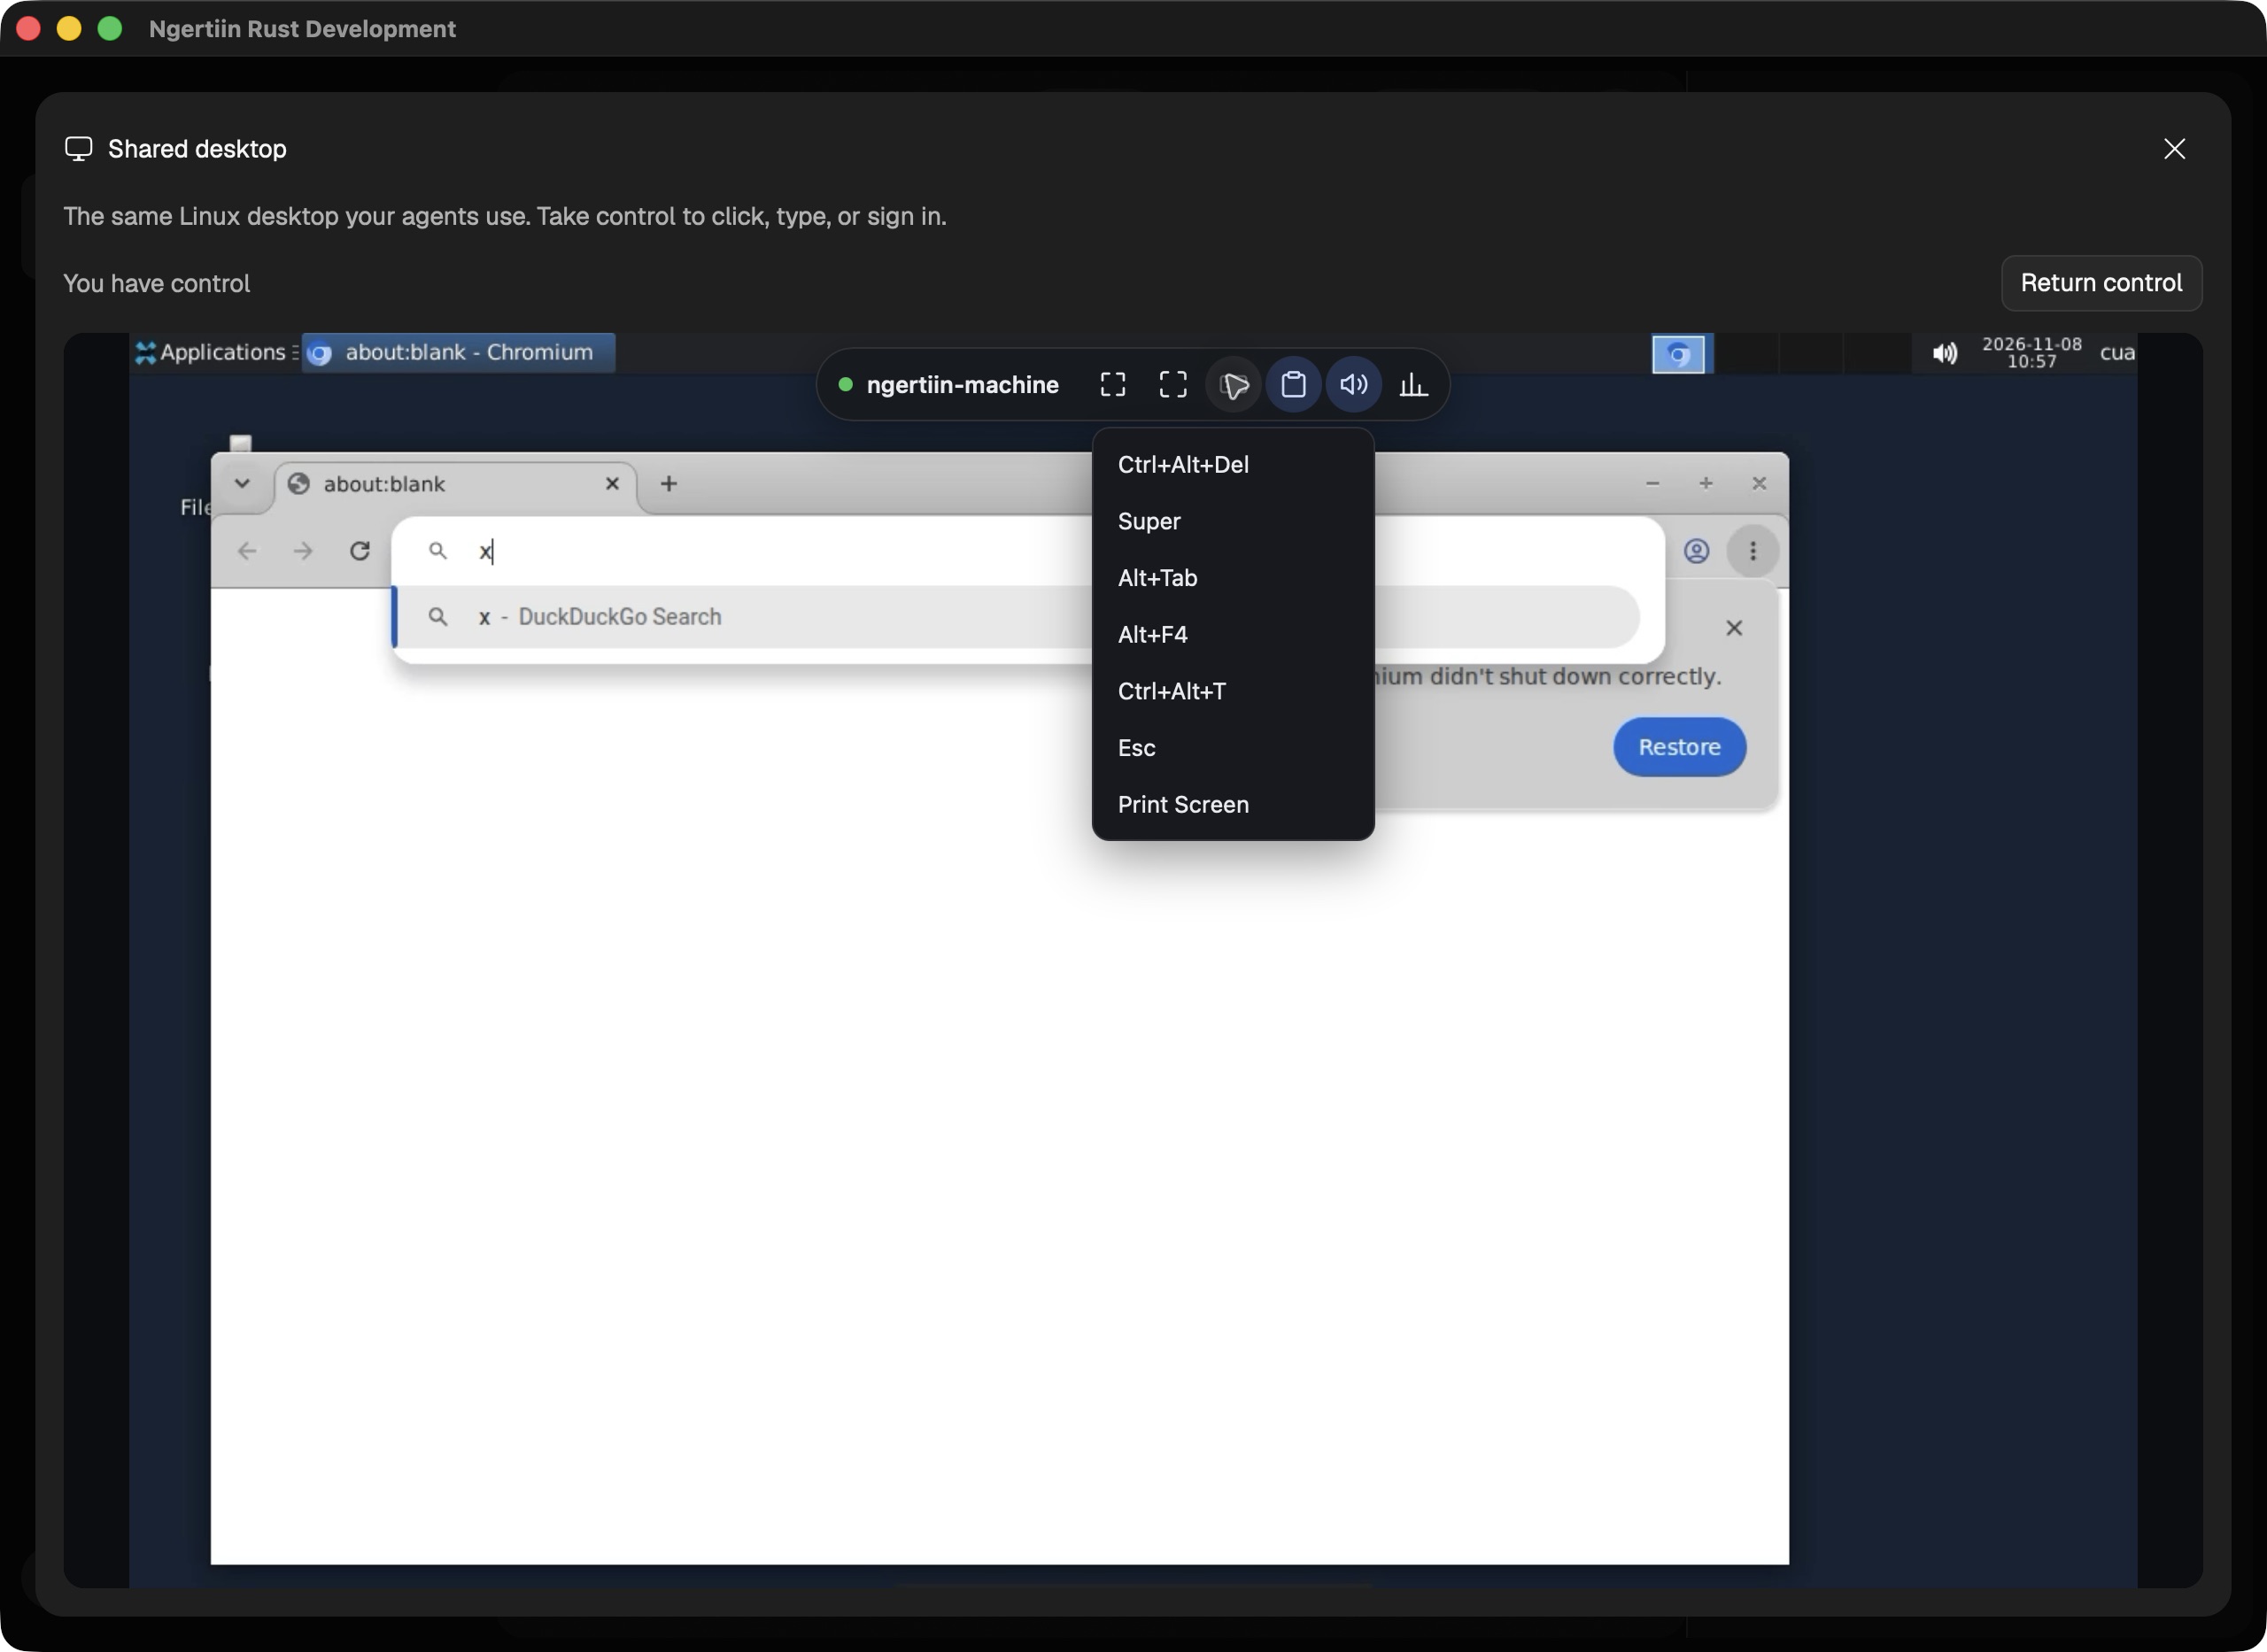 Ngertiin Rust Development
Shared desktop
The same Linux desktop your agents use. Take control to click, type, or sign in.
You have control
Return control
Applications
about:blank - Chromium
2026-11-08
10:57
cua
ngertiin-machine
Ctrl+Alt+Del
Super
Alt+Tab
Alt+F4
Ctrl+Alt+T
Esc
Print Screen
File
about:blank
x
x - DuckDuckGo Search
didn't shut down correctly.
Restore